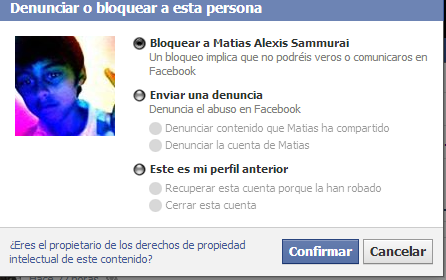 Denunciar o bloquear a esta persona
Bloquear a Matias Alexis Sammurai
Un bloqueo implica que no podréis veros o comunicaros en
Facebook
Enviar una denuncia
Denuncia el abuso en Facebook
Denunciar contenido que Matias ha compartido
Denunciar la cuenta de Matias
Este es mi perfil anterior
Recuperar esta cuenta porque la han robado
Cerrar esta cuenta
¿Eres el propietario de los derechos de propiedad
intelectual de este contenido?
Confirmar
Cancelar